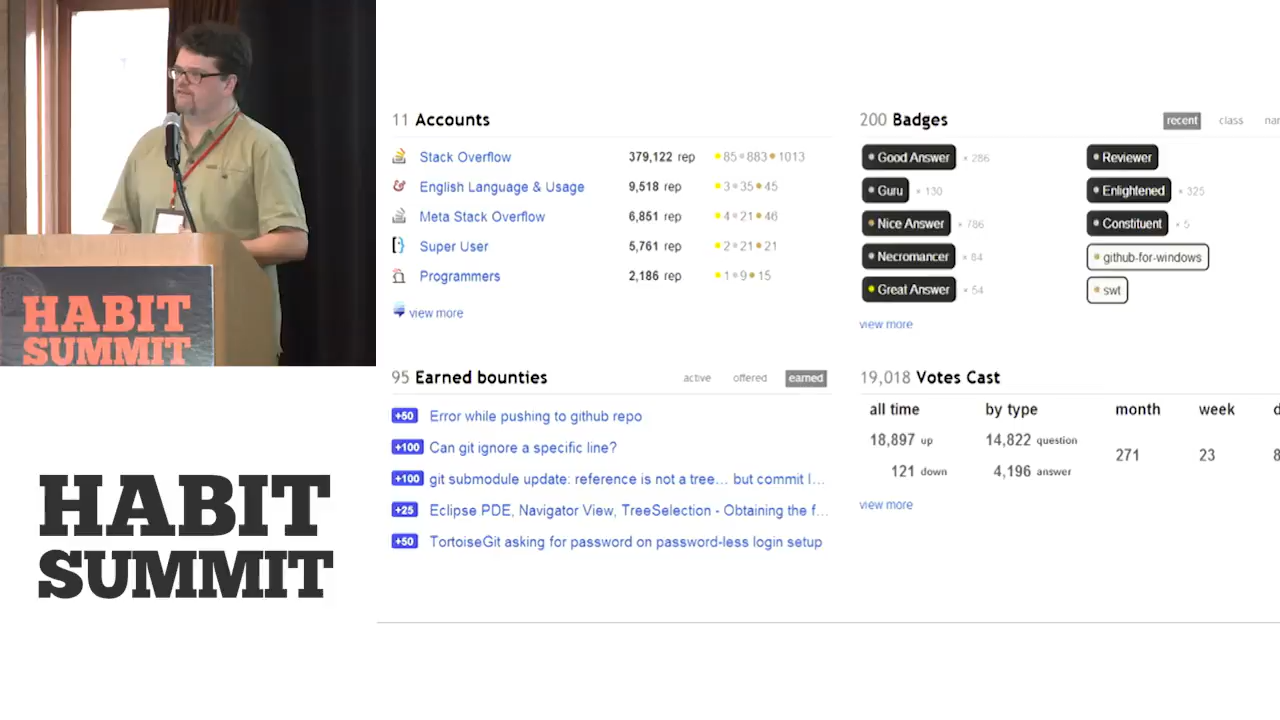 HABIT
SUMMIT
HABIT
SUMMIT
11 Accounts
Stack Overflow 379,122 rep 85 883 1013
English Language & Usage 9,518 rep 3 35 45
Meta Stack Overflow 6,851 rep 4 21 46
Super User 5,761 rep 2 21 21
Programmers 2,186 rep 1 9 15
view more
200 Badges recent class
Good Answer × 286 Reviewer
Guru × 130 Enlightened × 325
Nice Answer × 786 Constituent × 5
Necromancer × 84 github-for-windows
Great Answer × 54 swt
view more
95 Earned bounties active offered earned
+50 Error while pushing to github repo
+100 Can git ignore a specific line?
+100 git submodule update: reference is not a tree... but commit I...
+25 Eclipse PDE, Navigator View, TreeSelection - Obtaining the f...
+50 TortoiseGit asking for password on password-less login setup
19,018 Votes Cast
all time by type month week
18,897 up 14,822 question 271 23
121 down 4,196 answer
view more